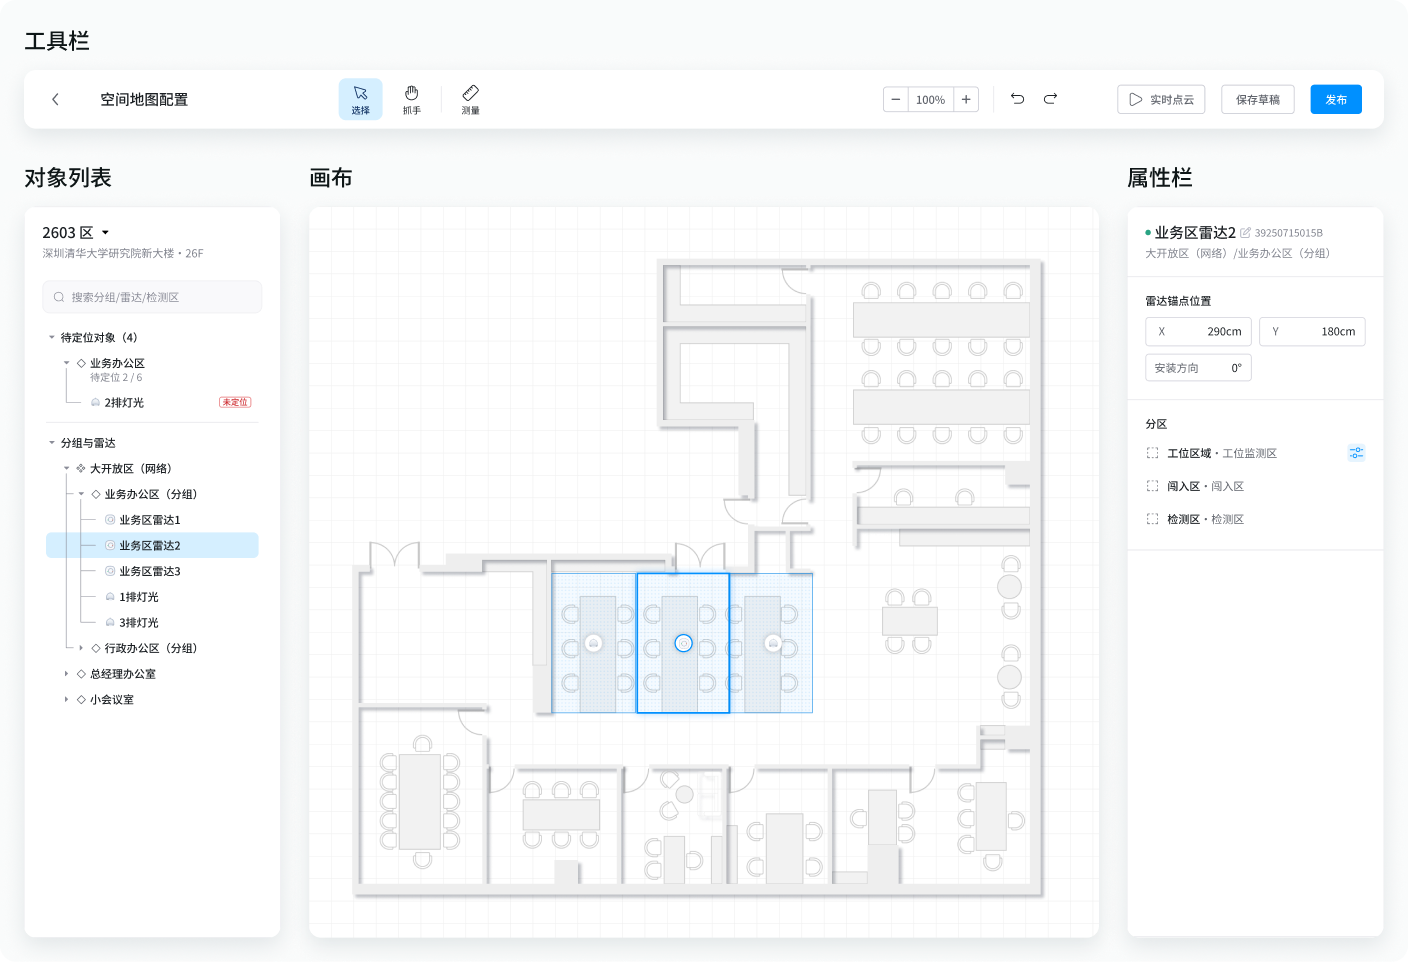 工具栏
空间地图配置
选择
抓手
测量
100%
实时点云
保存草稿
发布
对象列表
画布
属性栏
2603 区
深圳清华大学研究院新大楼・26F
搜索分组/雷达/检测区
待定位对象（4）
业务办公区
待定位 2 / 6
2排灯光
未定位
分组与雷达
大开放区（网络）
业务办公区（分组）
业务区雷达1
业务区雷达2
业务区雷达3
1排灯光
3排灯光
行政办公区（分组）
总经理办公室
小会议室
业务区雷达2 39250715015B
大开放区（网络）/业务办公区（分组）
雷达锚点位置
X 290cm
Y 180cm
安装方向 0°
分区
工位区域・工位监测区
闯入区・闯入区
检测区・检测区